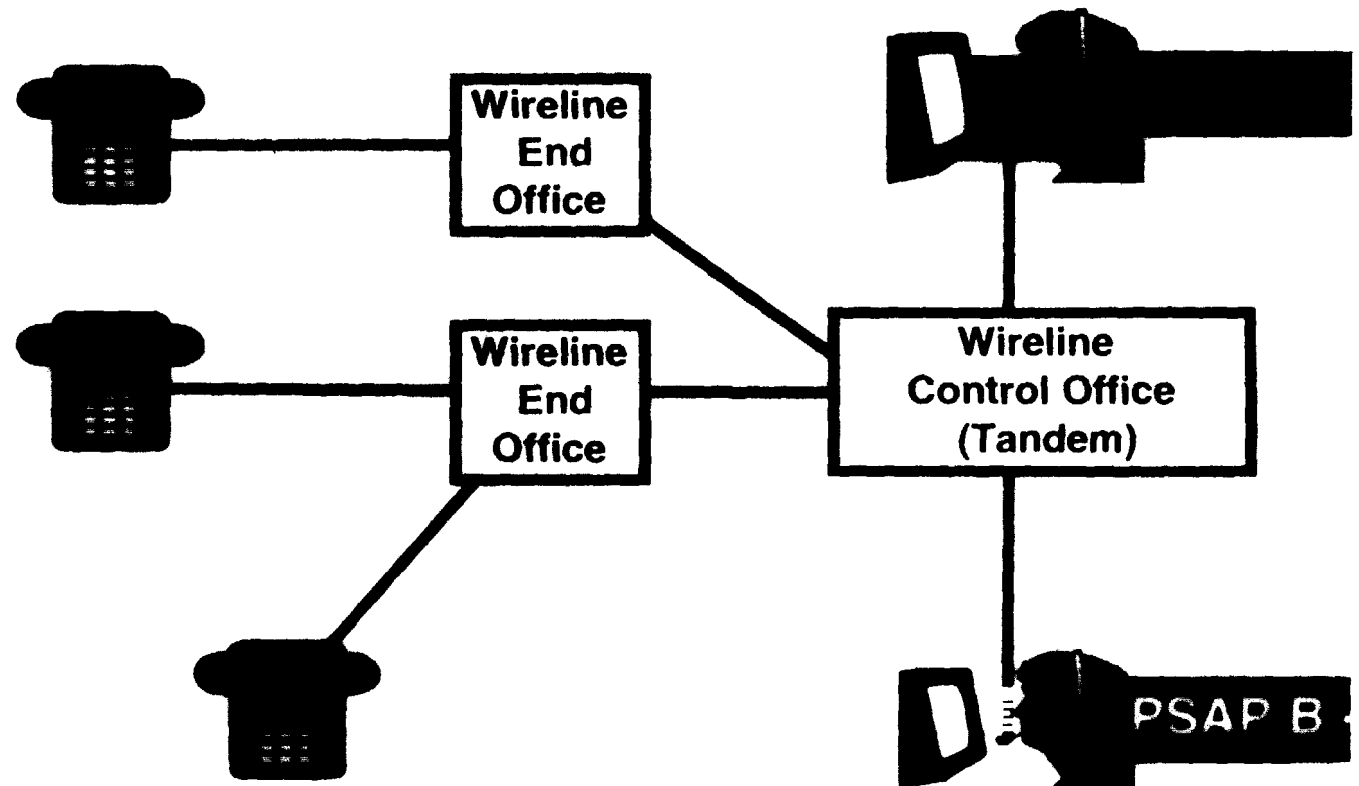 Wireline
End
Office
Wireline
End
Office
Wireline
Control Office
(Tandem)
PSAP B